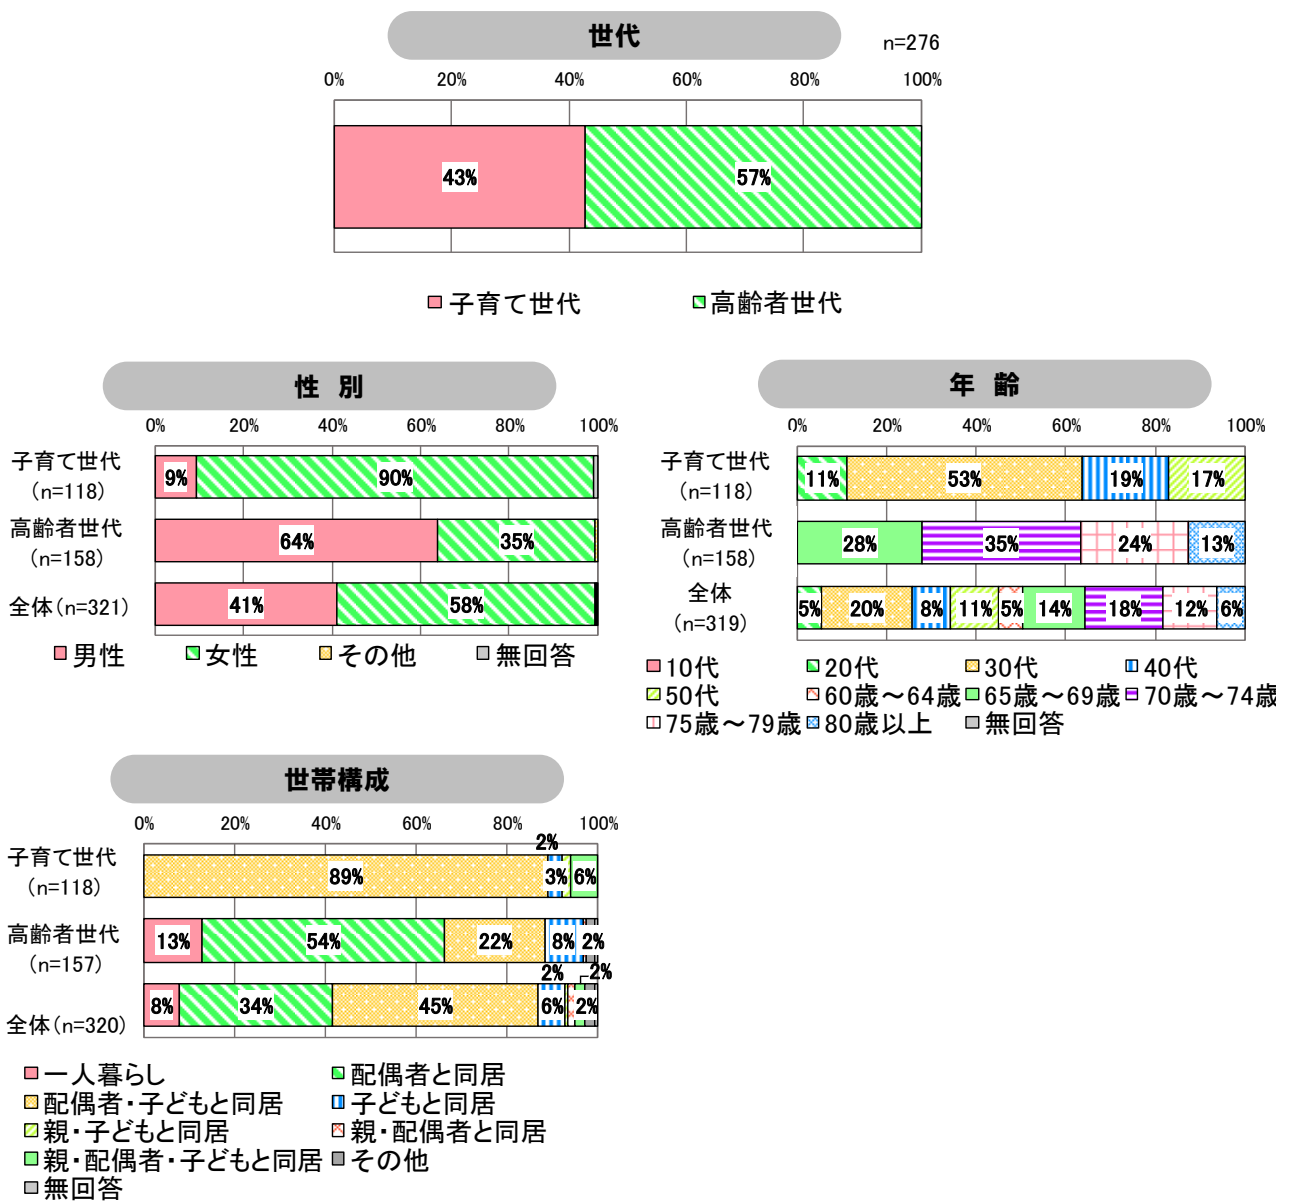 世代
n=276
0% 20% 40% 60% 80% 100%
43% 57%
子育て世代 高齢者世代
性 別
0% 20% 40% 60% 80% 100%
子育て世代
(n=118)
9% 90%
高齢者世代
(n=158)
64% 35%
全体(n=321)
41% 58%
男性 女性 その他 無回答
年 齢
0% 20% 40% 60% 80% 100%
子育て世代
(n=118)
11% 53% 19% 17%
高齢者世代
(n=158)
28% 35% 24% 13%
全体
(n=319)
5% 20% 8% 11% 5% 14% 18% 12% 6%
10代 20代 30代 40代
50代 60歳～64歳 65歳～69歳 70歳～74歳
75歳～79歳 80歳以上 無回答
世帯構成
0% 20% 40% 60% 80% 100%
子育て世代
(n=118)
89% 3% 2% 6%
高齢者世代
(n=157)
13% 54% 22% 8% 2%
全体(n=320)
8% 34% 45% 6% 2% 2% 2%
一人暮らし 配偶者と同居
配偶者・子どもと同居 子どもと同居
親・子どもと同居 親・配偶者と同居
親・配偶者・子どもと同居 その他
無回答